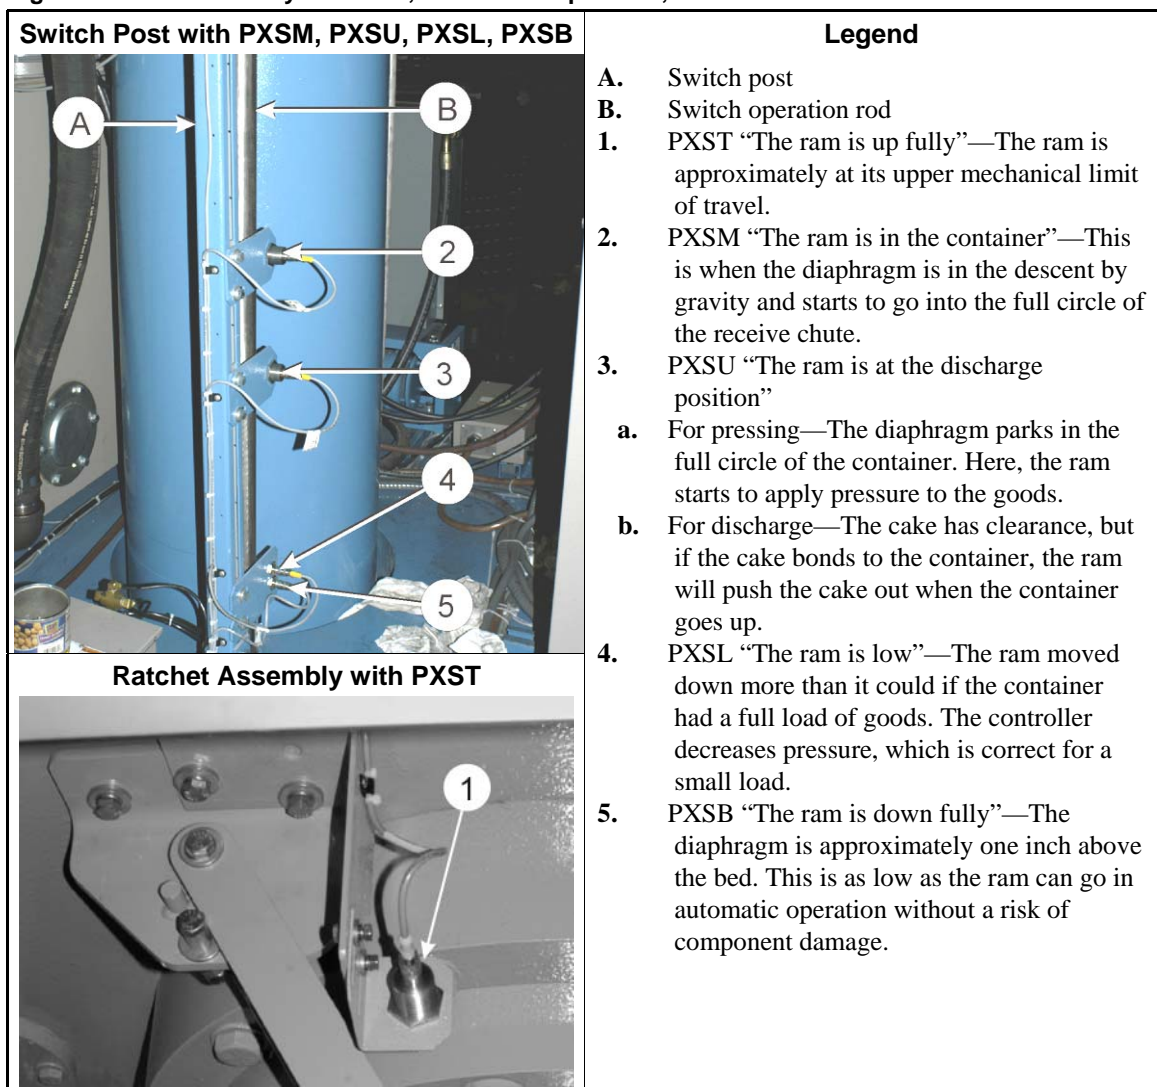 Switch Post with PXSM, PXSU, PXSL, PXSB
A
B
2
3
4
5
Ratchet Assembly with PXST
1
Legend
A. Switch post
B. Switch operation rod
1. PXST “The ram is up fully”—The ram is
approximately at its upper mechanical limit
of travel.
2. PXSM “The ram is in the container”—This
is when the diaphragm is in the descent by
gravity and starts to go into the full circle of
the receive chute.
3. PXSU “The ram is at the discharge
position”
a. For pressing—The diaphragm parks in the
full circle of the container. Here, the ram
starts to apply pressure to the goods.
b. For discharge—The cake has clearance, but
if the cake bonds to the container, the ram
will push the cake out when the container
goes up.
4. PXSL “The ram is low”—The ram moved
down more than it could if the container
had a full load of goods. The controller
decreases pressure, which is correct for a
small load.
5. PXSB “The ram is down fully”—The
diaphragm is approximately one inch above
the bed. This is as low as the ram can go in
automatic operation without a risk of
component damage.